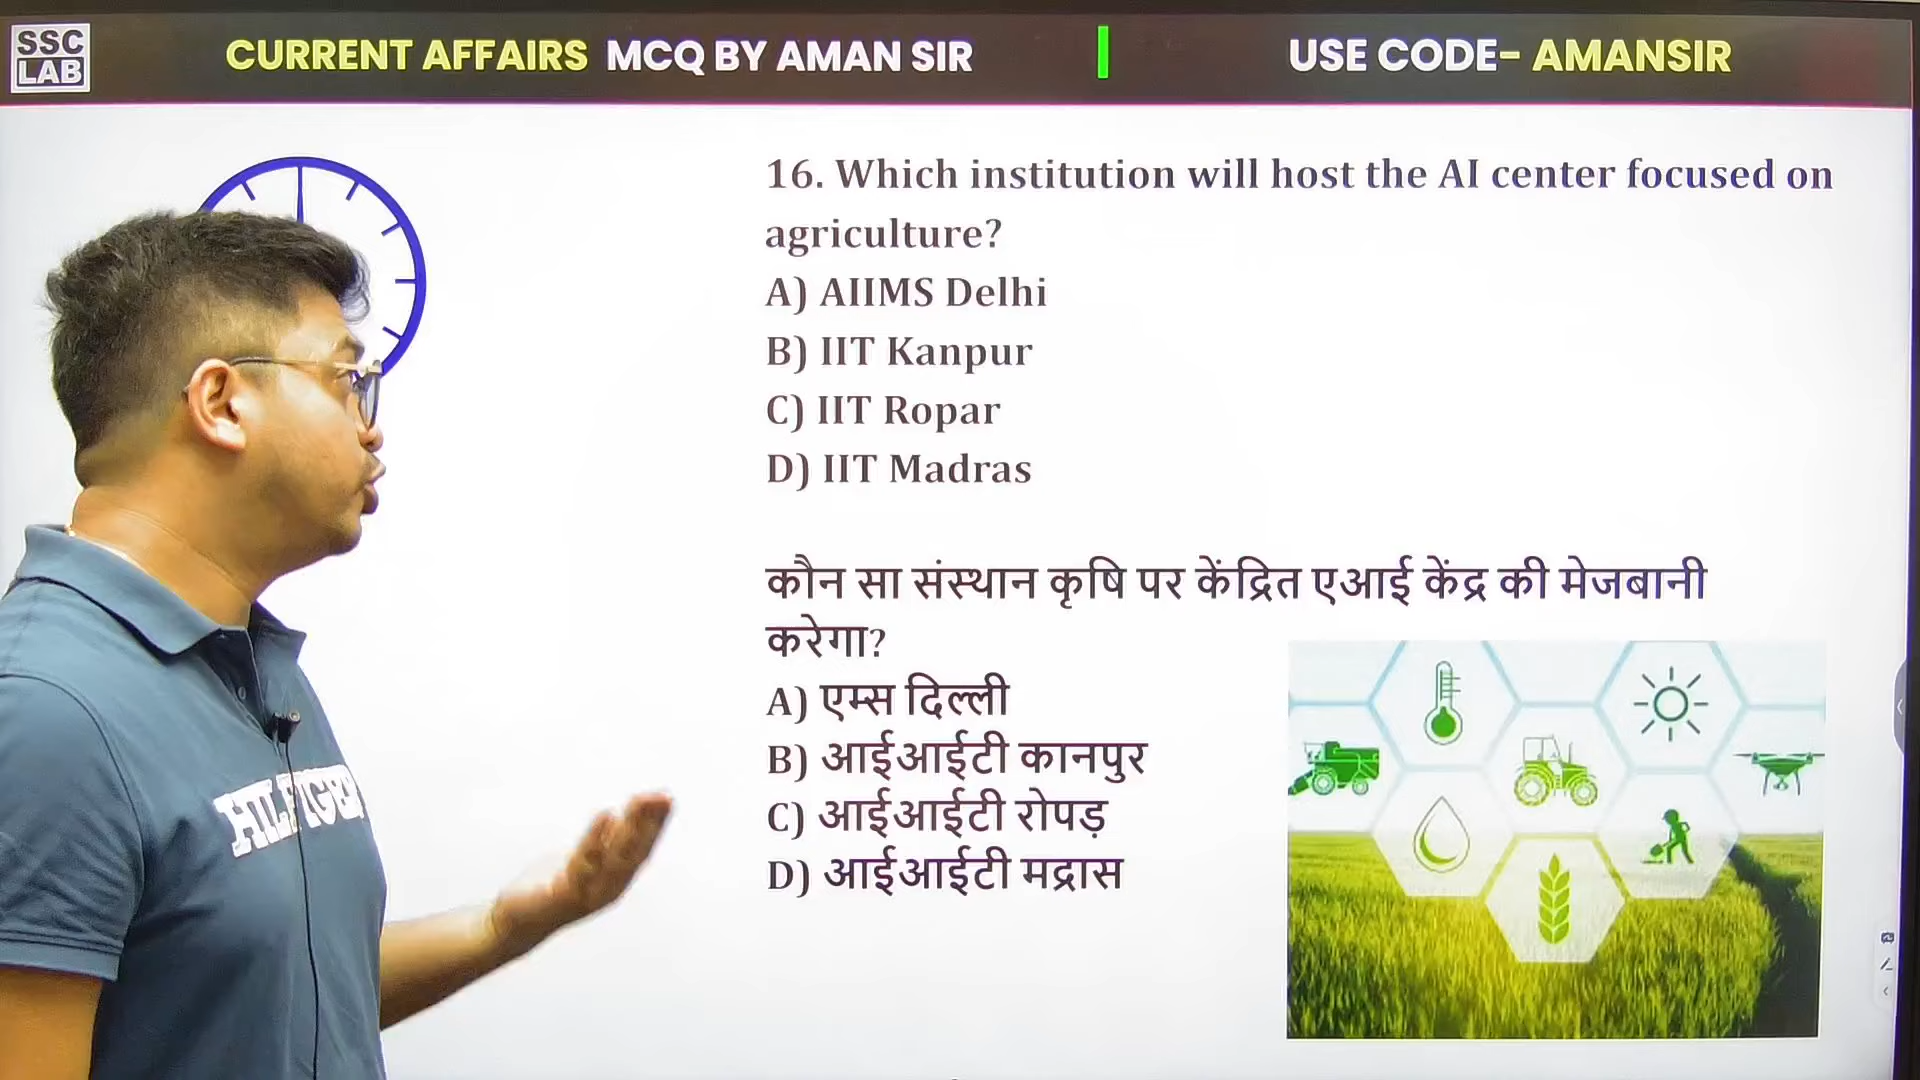 SSC
LAB
CURRENT AFFAIRS MCQ BY AMAN SIR
USE CODE- AMANSIR
16. Which institution will host the AI center focused on
agriculture?
A) AIIMS Delhi
B) IIT Kanpur
C) IIT Ropar
D) IIT Madras
कौन सा संस्थान कृषि पर केंद्रित एआई केंद्र की मेजबानी
करेगा?
A) एम्स दिल्ली
B) आईआईटी कानपुर
C) आईआईटी रोपड़
D) आईआईटी मद्रास